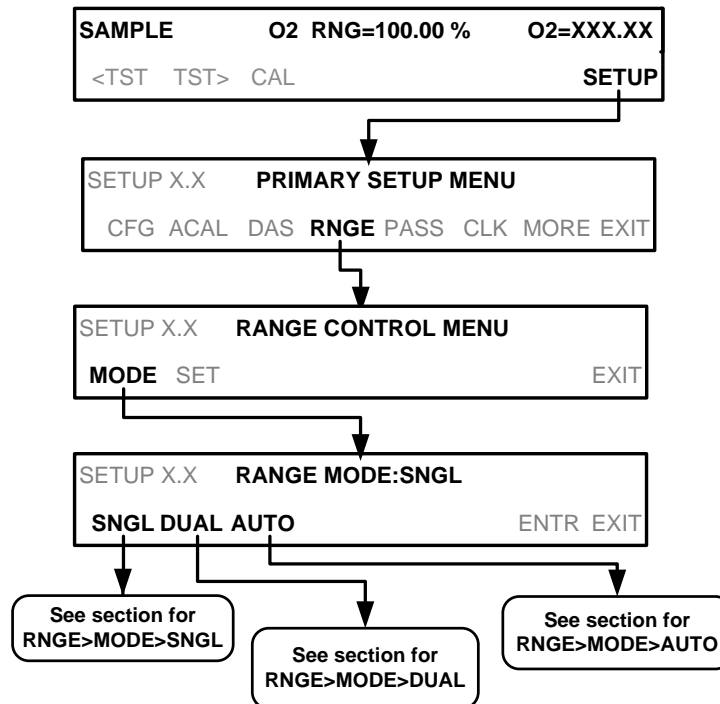 SAMPLE O2 RNG=100.00 % O2=XXX.XX
<TST TST> CAL SETUP
SETUP X.X PRIMARY SETUP MENU
CFG ACAL DAS RNGE PASS CLK MORE EXIT
SETUP X.X RANGE CONTROL MENU
MODE SET EXIT
SETUP X.X RANGE MODE:SNGL
SNGL DUAL AUTO ENTR EXIT
See section for
RNGE>MODE>SNGL
See section for
RNGE>MODE>DUAL
See section for
RNGE>MODE>AUTO